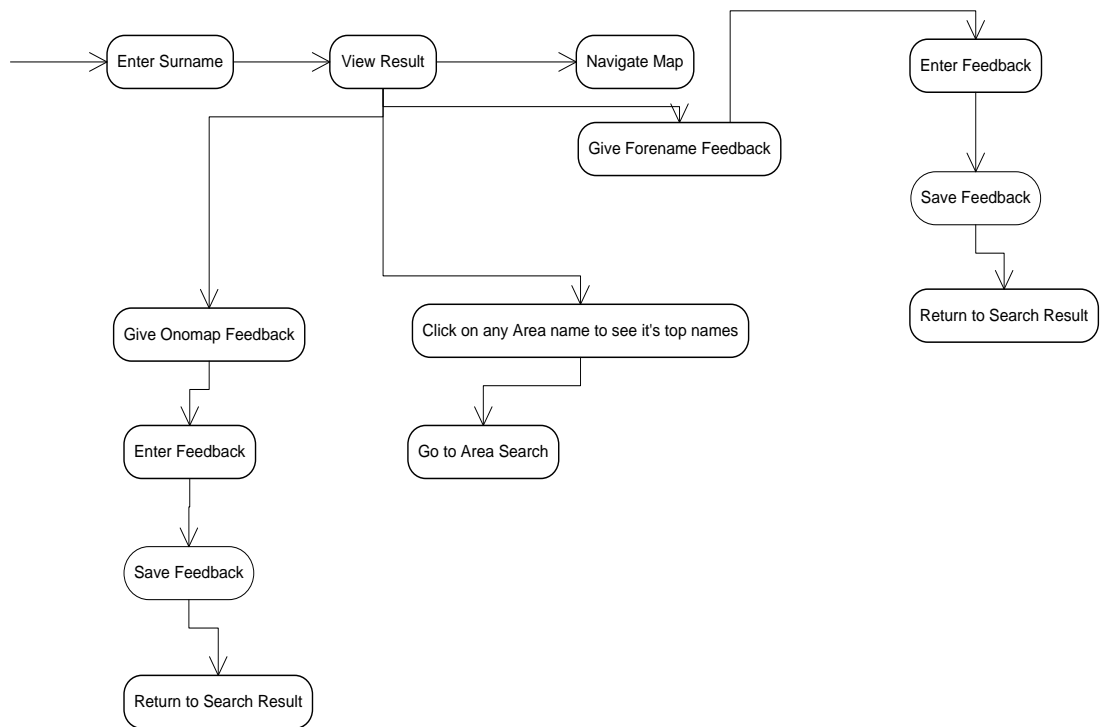 Enter Surname
View Result
Navigate Map
Enter Feedback
Give Forename Feedback
Save Feedback
Return to Search Result
Give Onomap Feedback
Click on any Area name to see it's top names
Enter Feedback
Go to Area Search
Save Feedback
Return to Search Result